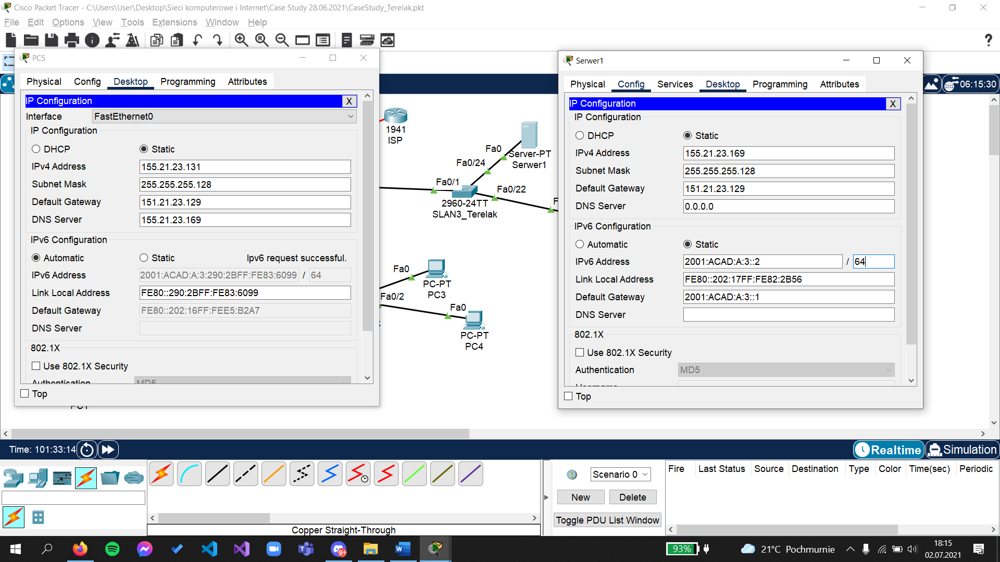 Cisco Packet Tracer - C:\Users\User\Desktop\Sieci komputerowe i Internet\Case Study 28.06.2021\CaseStudy_Terelak.pkt
File Edit Options View Tools Extensions Window Help
?
06:15:30
PC5
Physical Config Desktop Programming Attributes
IP Configuration X
Interface FastEthernet0
IP Configuration
DHCP Static
IPv4 Address 155.21.23.131
Subnet Mask 255.255.255.128
Default Gateway 151.21.23.129
DNS Server 155.21.23.169
IPv6 Configuration
Automatic Static Ipv6 request successful.
IPv6 Address 2001:ACAD:A:3:290:2BFF:FE83:6099 / 64
Link Local Address FE80::290:2BFF:FE83:6099
Default Gateway FE80::202:16FF:FEE5:B2A7
DNS Server
802.1X
Use 802.1X Security
Authentication MD5
Top
1941
ISP
Fa0
Server-PT
Serwer1
Fa0/24
Fa0/1
Fa0/22
2960-24TT
SLAN3_Terelak
F
Fa0
PC-PT
PC3
Fa0/2
Fa0
PC-PT
PC4
PC1
Serwer1
Physical Config Services Desktop Programming Attributes
IP Configuration X
IP Configuration
DHCP Static
IPv4 Address 155.21.23.169
Subnet Mask 255.255.255.128
Default Gateway 151.21.23.129
DNS Server 0.0.0.0
IPv6 Configuration
Automatic Static
IPv6 Address 2001:ACAD:A:3::2 / 64
Link Local Address FE80::202:17FF:FE82:2B56
Default Gateway 2001:ACAD:A:3::1
DNS Server
802.1X
Use 802.1X Security
Authentication MD5
Username
Top
Time: 101:33:14
Realtime Simulation
Scenario 0
New Delete
Toggle PDU List Window
Fire Last Status Source Destination Type Color Time(sec) Periodic
Copper Straight-Through
9+
93%
21°C Pochmurnie
18:15
02.07.2021